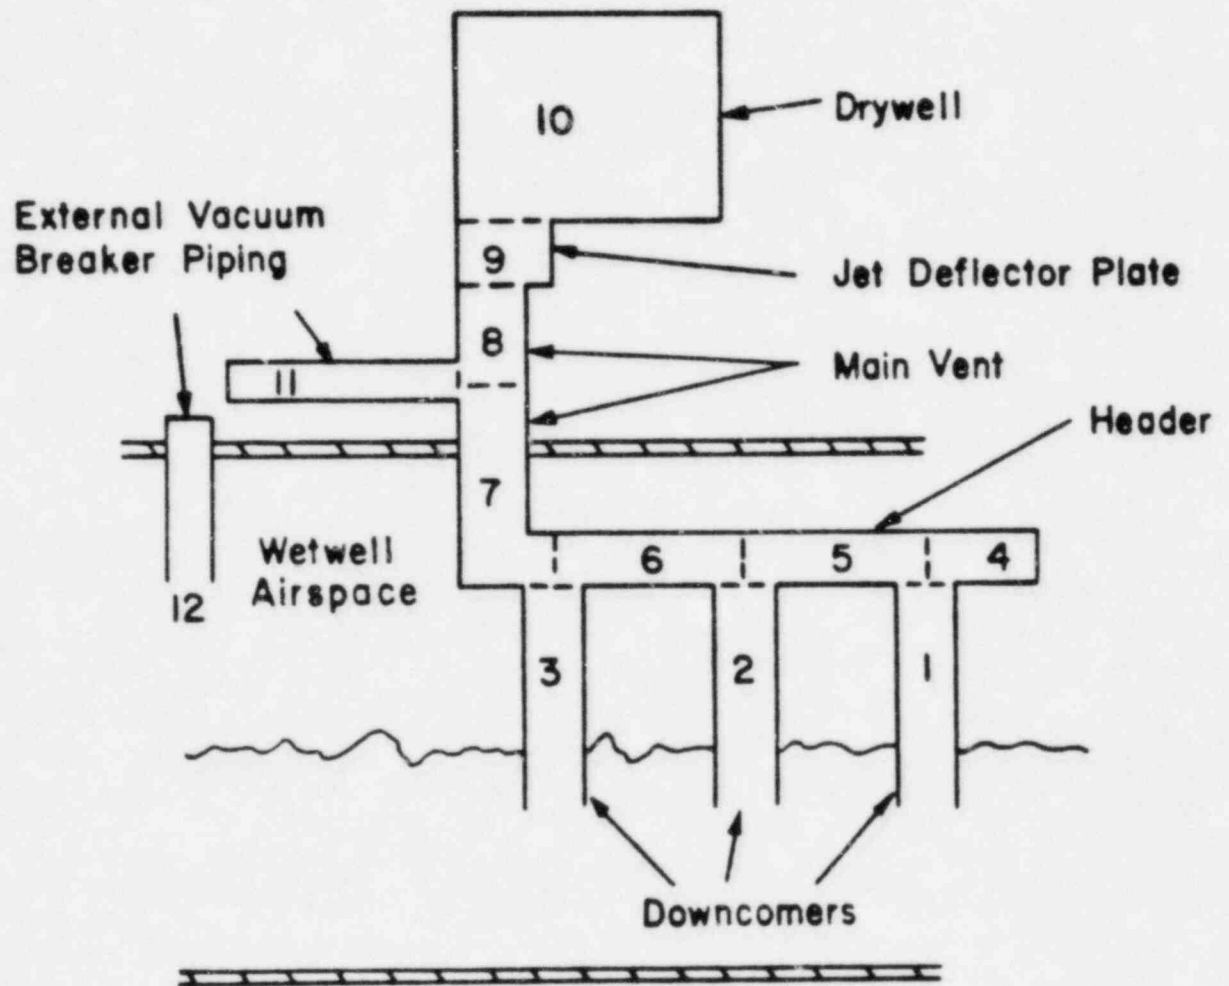 10
Drywell
External Vacuum
Breaker Piping
9
Jet Deflector Plate
8
Main Vent
11
Header
7
Wetwell
Airspace
6
5
4
12
3
2
1
Downcomers